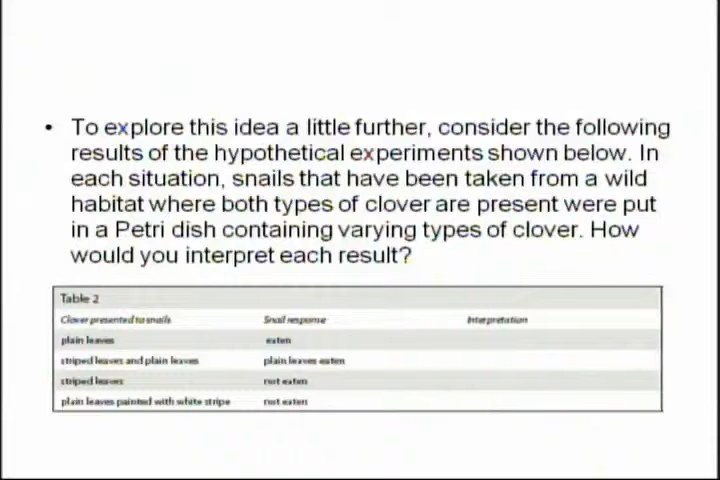 • To explore this idea a little further, consider the following
results of the hypothetical experiments shown below. In
each situation, snails that have been taken from a wild
habitat where both types of clover are present were put
in a Petri dish containing varying types of clover. How
would you interpret each result?
Table 2
Clover presented to snails Snail response Interpretation
plain leaves eaten
striped leaves and plain leaves plain leaves eaten
striped leaves not eaten
plain leaves painted with white stripe not eaten